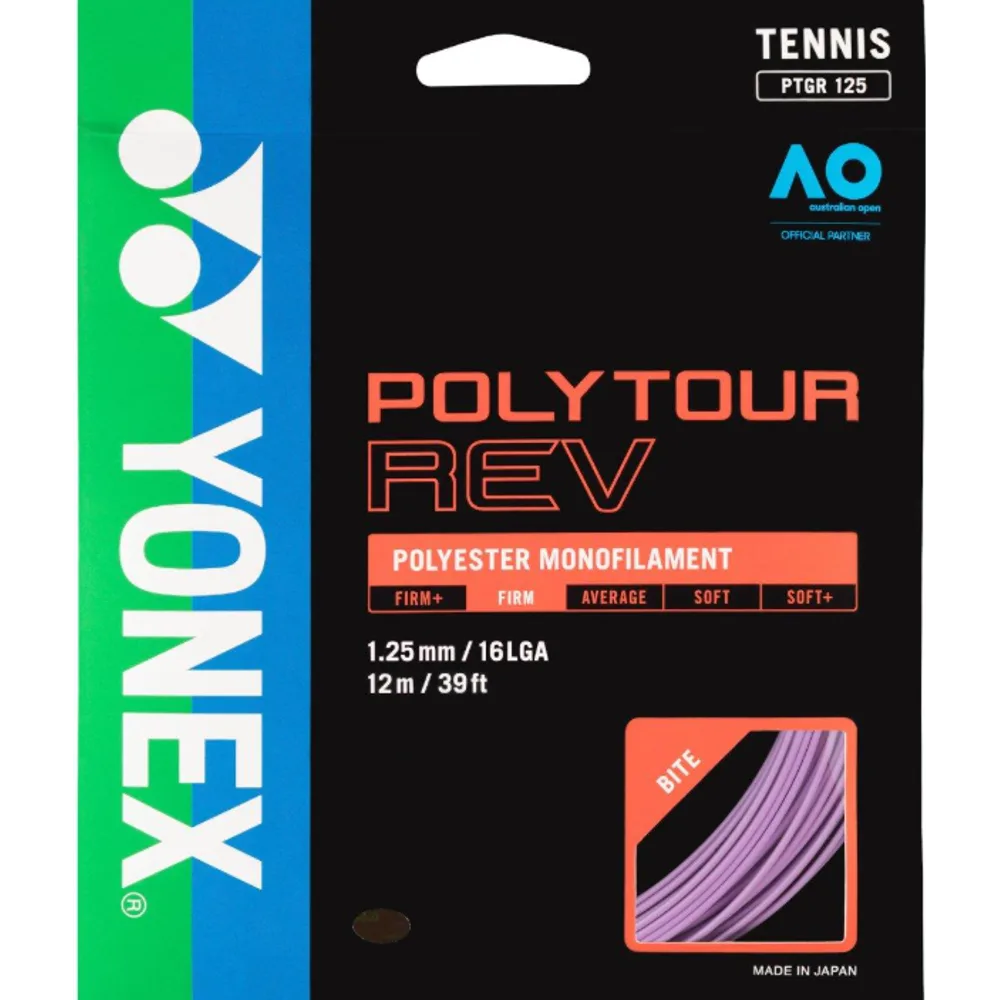 YONEX®
TENNIS
PTGR 125
AO
australian open
OFFICIAL PARTNER
POLYTOUR
REV
POLYESTER MONOFILAMENT
FIRM+ FIRM AVERAGE SOFT SOFT+
1.25mm / 16LGA
12m / 39ft
BITE
MADE IN JAPAN